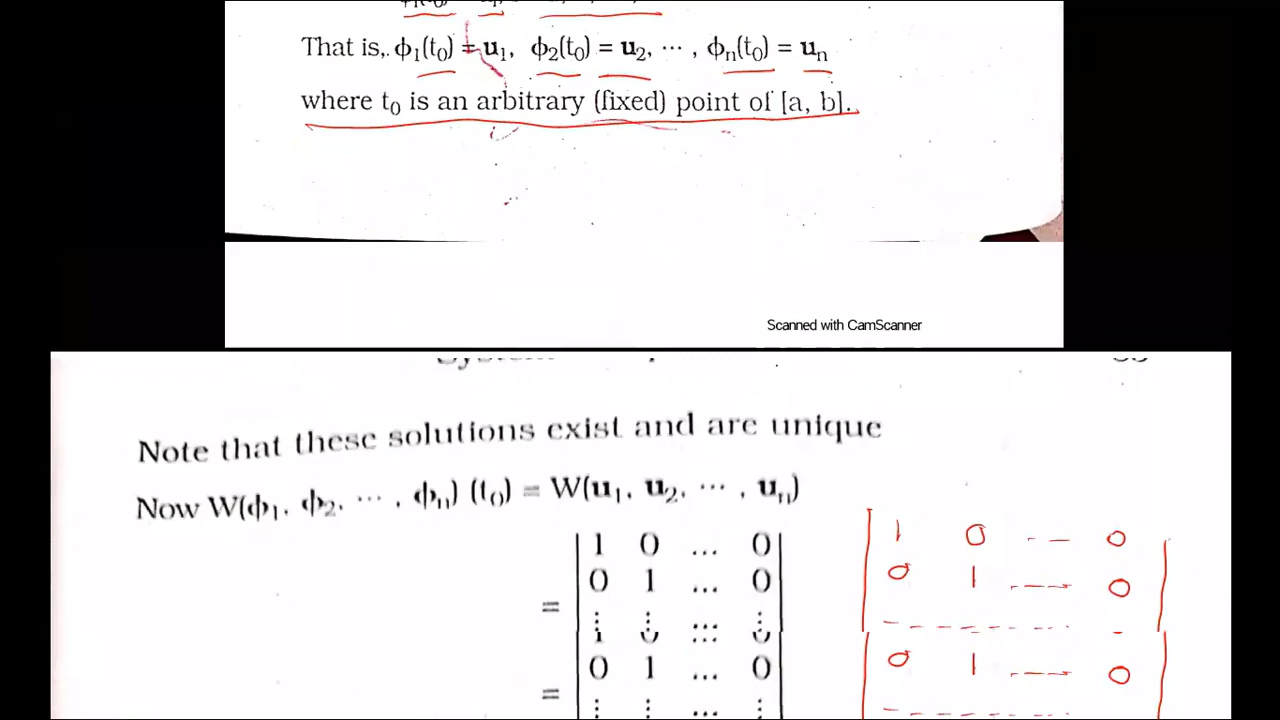 That is, ϕ₁(t₀) = u₁, ϕ₂(t₀) = u₂, ⋯ , ϕₙ(t₀) = uₙ
where t₀ is an arbitrary (fixed) point of [a, b].
Scanned with CamScanner
Note that these solutions exist and are unique
Now W(ϕ₁, ϕ₂, ⋯ , ϕₙ) (t₀) = W(u₁, u₂, ⋯ , uₙ)
| 1 0 ... 0 | | 1 0 --- 0 |
= | 0 1 ... 0 | | 0 1 --- 0 |
⋮ ⋮ ... ⋮
= | 0 1 ... 0 | | 0 1 --- 0 |
⋮ ⋮ ... ⋮